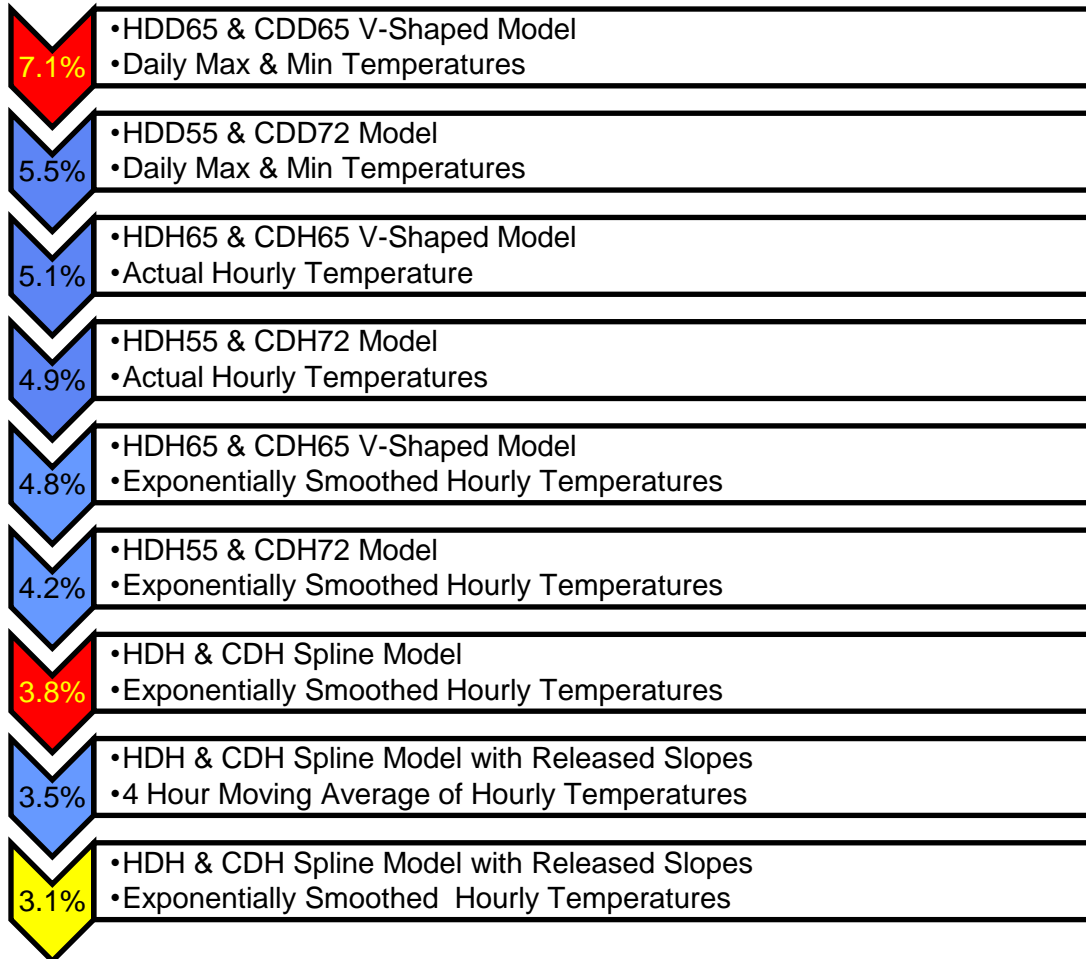 7.1%
•HDD65 & CDD65 V-Shaped Model
•Daily Max & Min Temperatures
5.5%
•HDD55 & CDD72 Model
•Daily Max & Min Temperatures
5.1%
•HDH65 & CDH65 V-Shaped Model
•Actual Hourly Temperature
4.9%
•HDH55 & CDH72 Model
•Actual Hourly Temperatures
4.8%
•HDH65 & CDH65 V-Shaped Model
•Exponentially Smoothed Hourly Temperatures
4.2%
•HDH55 & CDH72 Model
•Exponentially Smoothed Hourly Temperatures
3.8%
•HDH & CDH Spline Model
•Exponentially Smoothed Hourly Temperatures
3.5%
•HDH & CDH Spline Model with Released Slopes
•4 Hour Moving Average of Hourly Temperatures
3.1%
•HDH & CDH Spline Model with Released Slopes
•Exponentially Smoothed  Hourly Temperatures